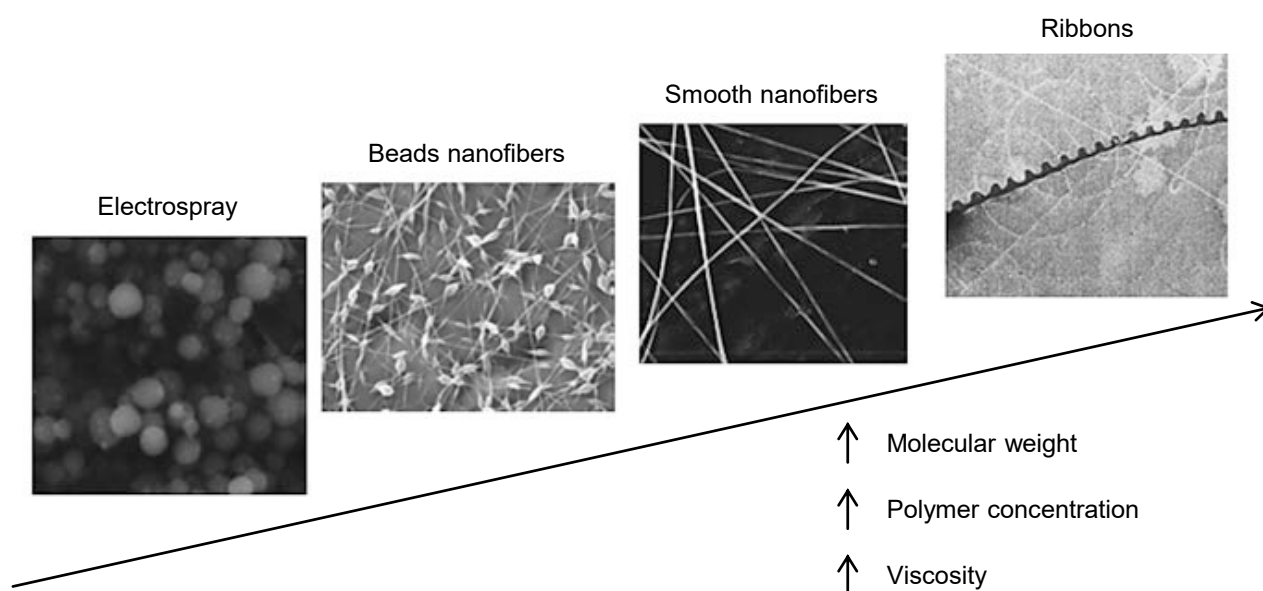 Ribbons
Smooth nanofibers
Beads nanofibers
Electrospray
Molecular weight
Polymer concentration
Viscosity